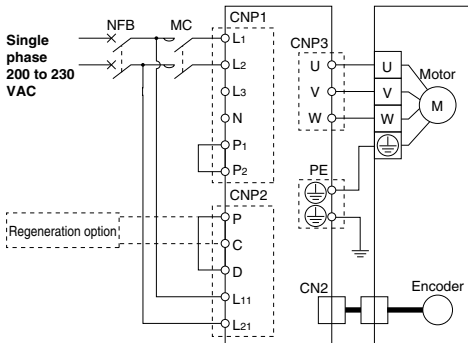 NFB MC CNP1
Single
phase
200 to 230
VAC
L1
L2
L3
N
P1
P2
CNP2
P
C
D
L11
L21
Regeneration option
CNP3
U
V
W
PE
CN2
U
V
W
Motor
M
Encoder